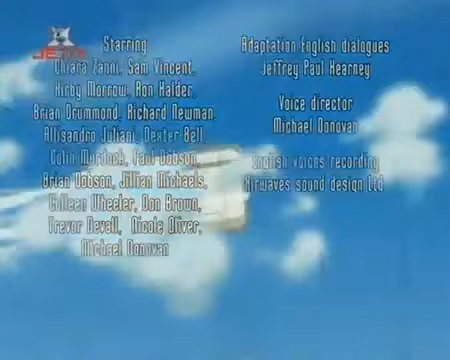 JETIX
Starring
Chiara Zanni, Sam Vincent,
Kirby Morrow, Ron Halder,
Brian Drummond, Richard Newman,
Allisandro Juliani, Dexter Bell,
Colin Murdock, Paul Dobson,
Brian Dobson, Jillian Michaels,
Colleen Wheeler, Don Brown,
Trevor Devall, Nicole Oliver,
Michael Donovan
Adaptation English dialogues
Jeffrey Paul Kearney
Voice director
Michael Donovan
English voices recording
Airwaves sound design Ltd